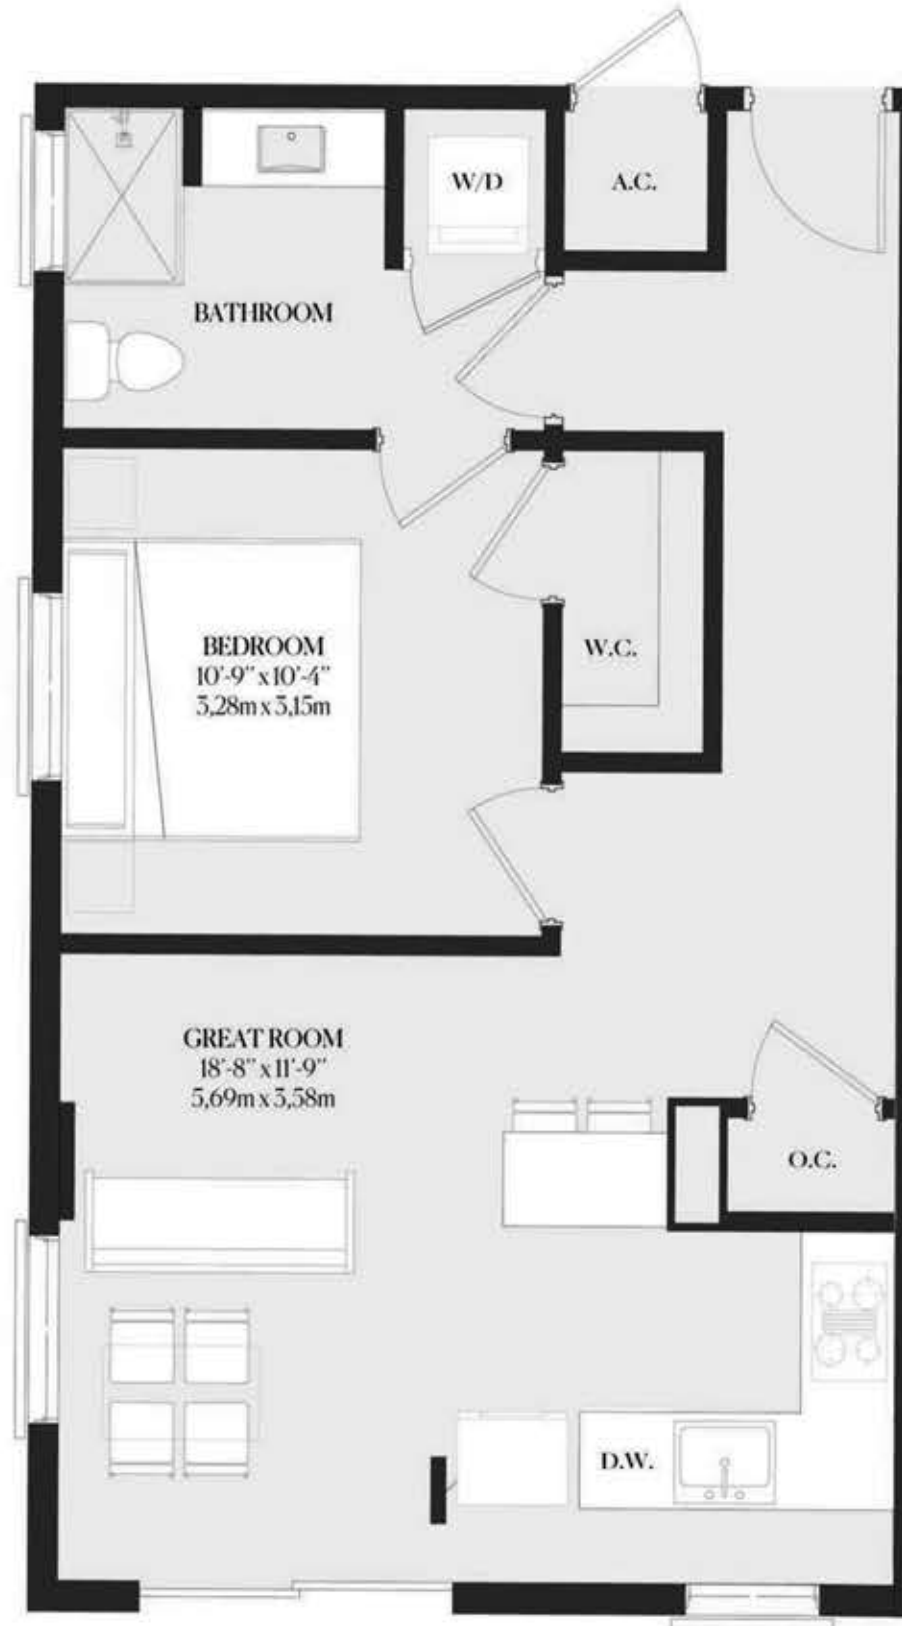 W/D
A.C.
BATHROOM
BEDROOM
10'-9" x 10'-4"
3,28m x 3,15m
W.C.
GREAT ROOM
18'-8" x 11'-9"
5,69m x 3,58m
O.C.
D.W.